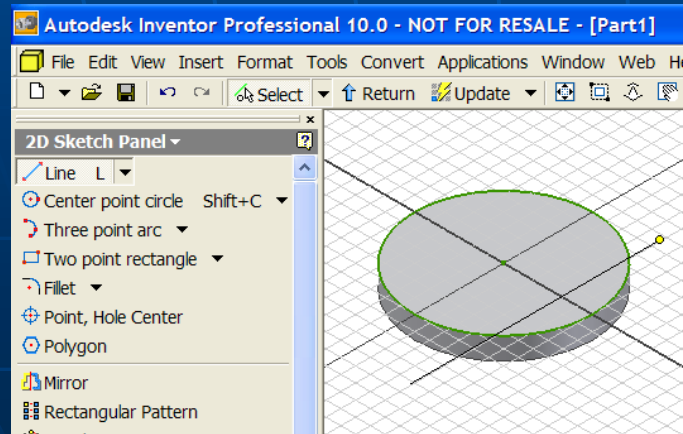 Autodesk Inventor Professional 10.0 - NOT FOR RESALE - [Part1]
File Edit View Insert Format Tools Convert Applications Window Web
Select Return Update
2D Sketch Panel
Line L
Center point circle Shift+C
Three point arc
Two point rectangle
Fillet
Point, Hole Center
Polygon
Mirror
Rectangular Pattern